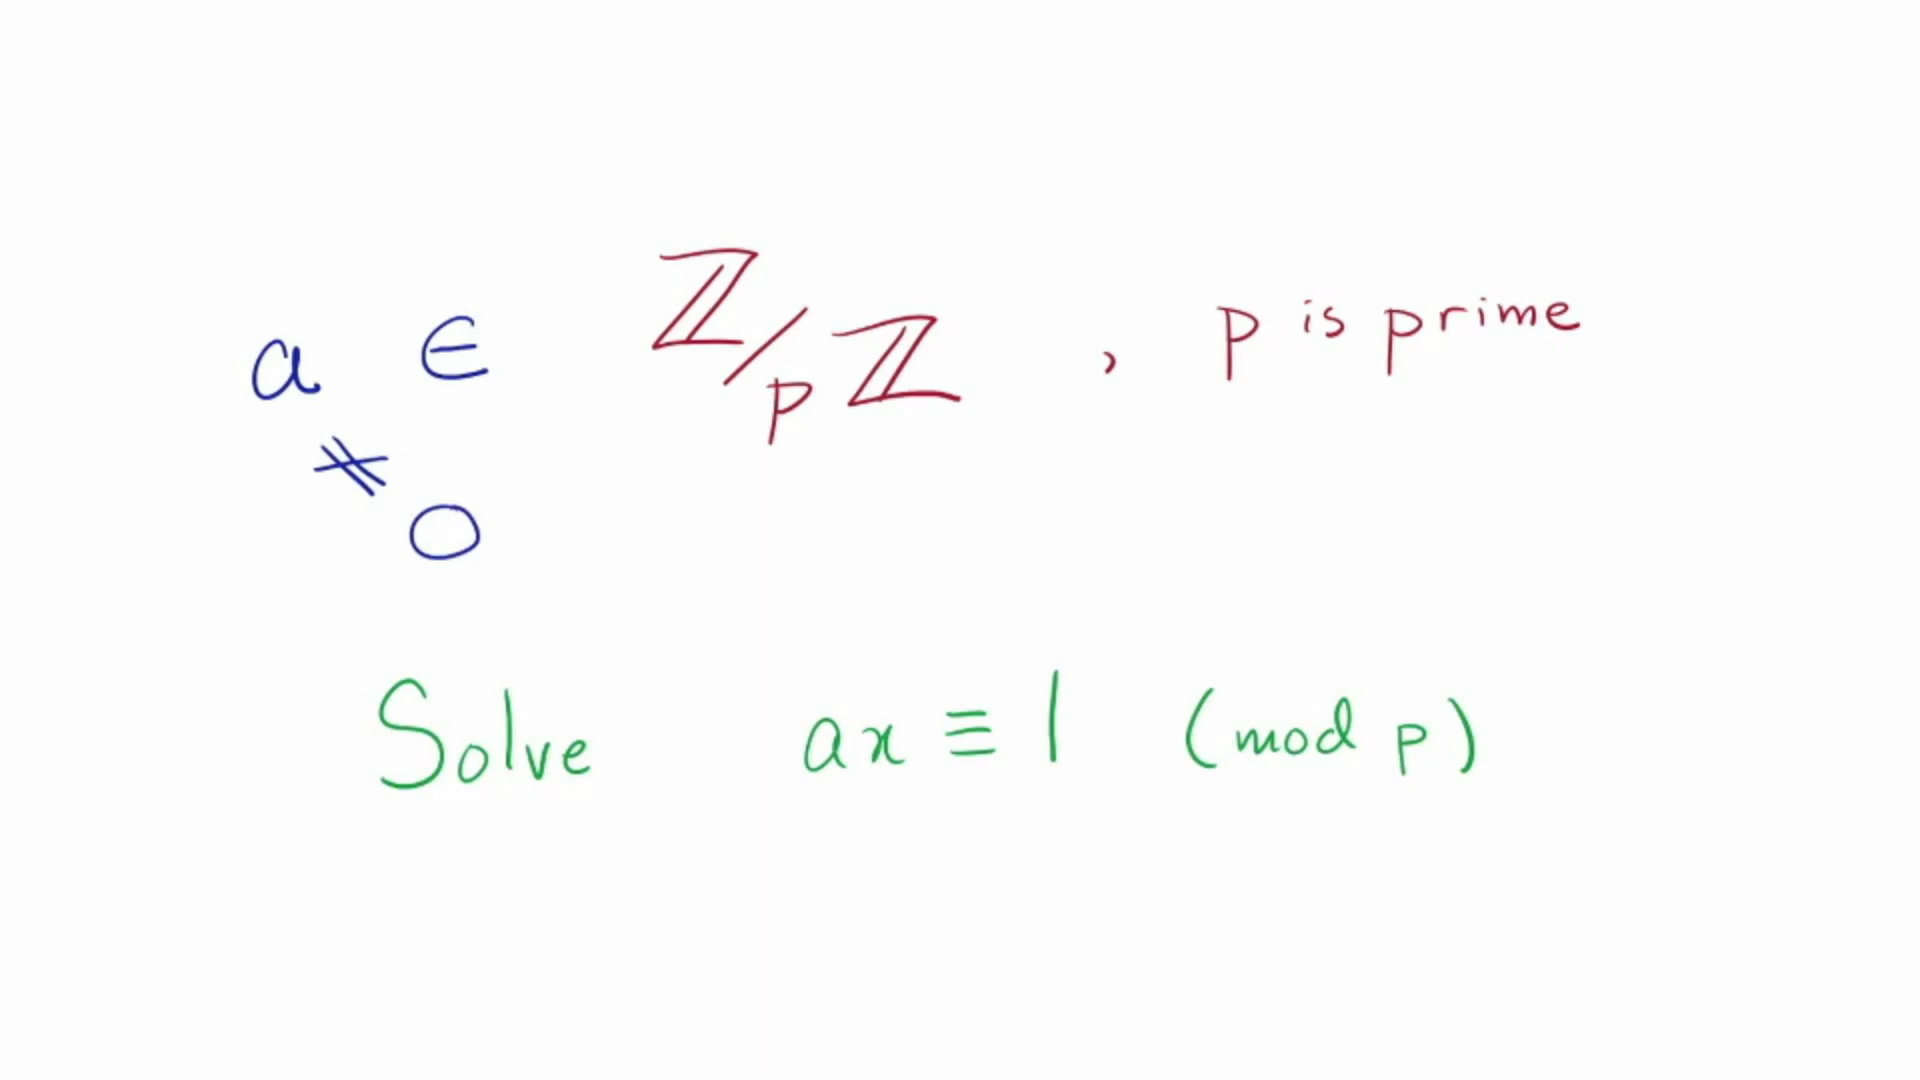 a ∈ ℤ/pℤ , p is prime
≠
0
Solve ax ≡ 1 (mod p)